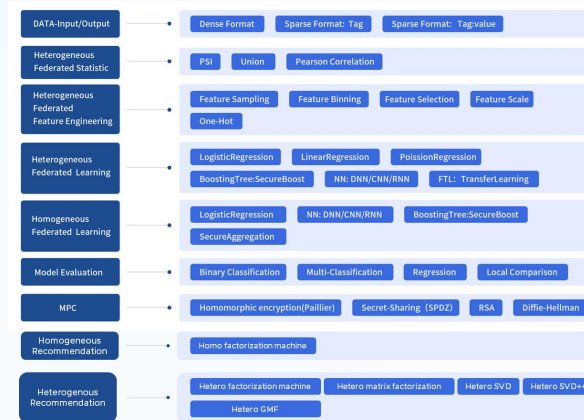 DATA-Input/Output
Dense Format Sparse Format: Tag Sparse Format: Tag:value
Heterogeneous
Federated Statistic
PSI Union Pearson Correlation
Heterogeneous
Federated
Feature Engineering
Feature Sampling Feature Binning Feature Selection Feature Scale
One-Hot
Heterogeneous
Federated Learning
LogisticRegression LinearRegression PoissionRegression
BoostingTree:SecureBoost NN: DNN/CNN/RNN FTL: TransferLearning
Homogeneous
Federated Learning
LogisticRegression NN: DNN/CNN/RNN BoostingTree:SecureBoost
SecureAggregation
Model Evaluation
Binary Classification Multi-Classification Regression Local Comparison
MPC
Homomorphic encryption(Paillier) Secret-Sharing (SPDZ) RSA Diffie-Hellman
Homogeneous
Recommendation
Homo factorization machine
Heterogenous
Recommendation
Hetero factorization machine Hetero matrix factorization Hetero SVD Hetero SVD++
Hetero GMF